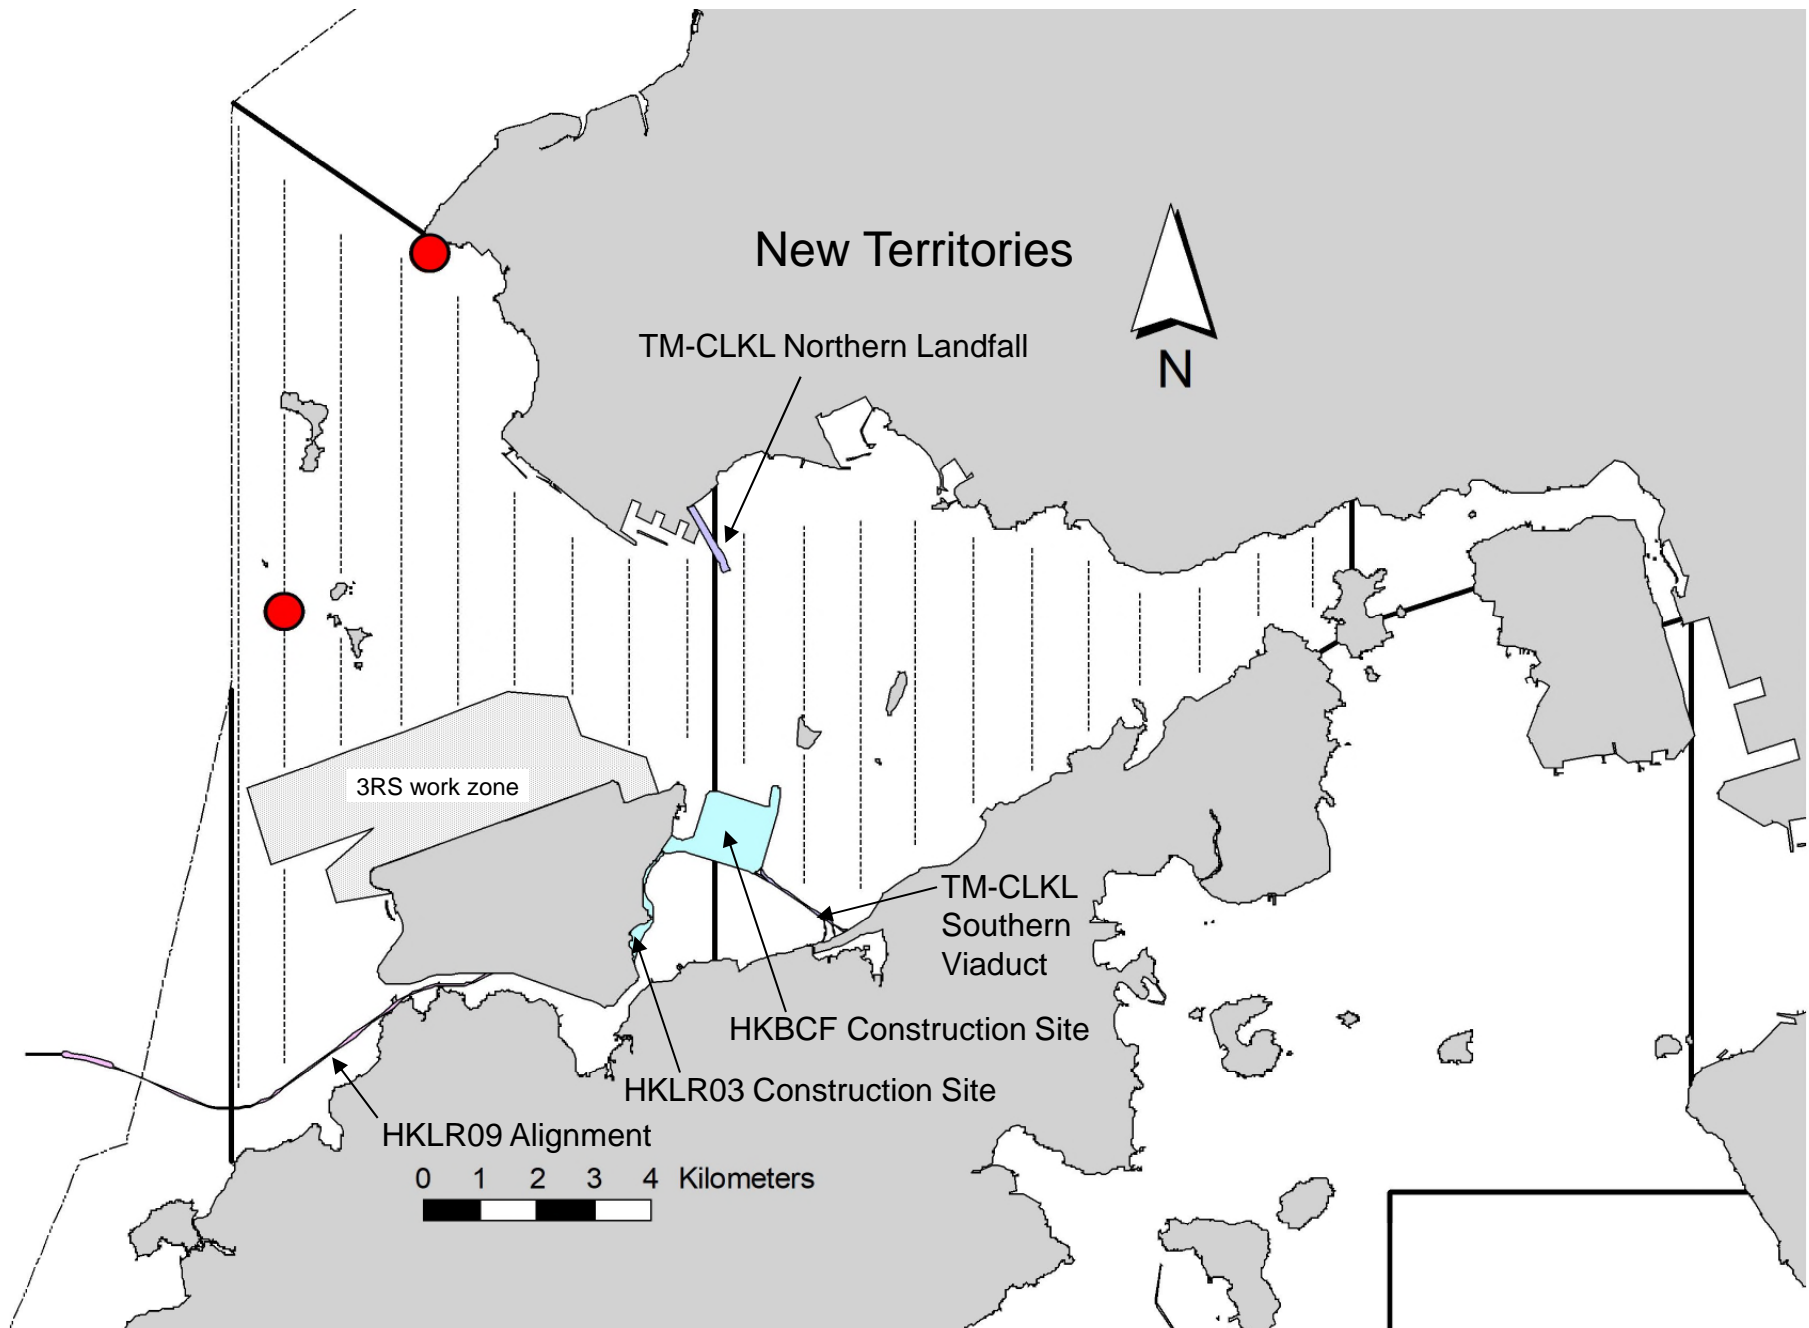 New Territories
TM-CLKL Northern Landfall
N
3RS work zone
TM-CLKL
Southern
Viaduct
HKBCF Construction Site
HKLR03 Construction Site
HKLR09 Alignment
0 1 2 3 4 Kilometers